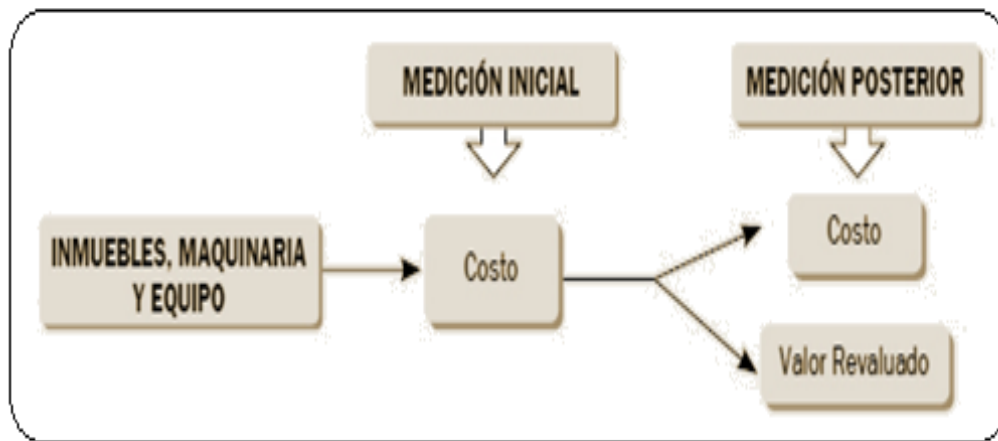 MEDICIÓN INICIAL
MEDICIÓN POSTERIOR
INMUEBLES, MAQUINARIA
Y EQUIPO
Costo
Costo
Valor Revaluado